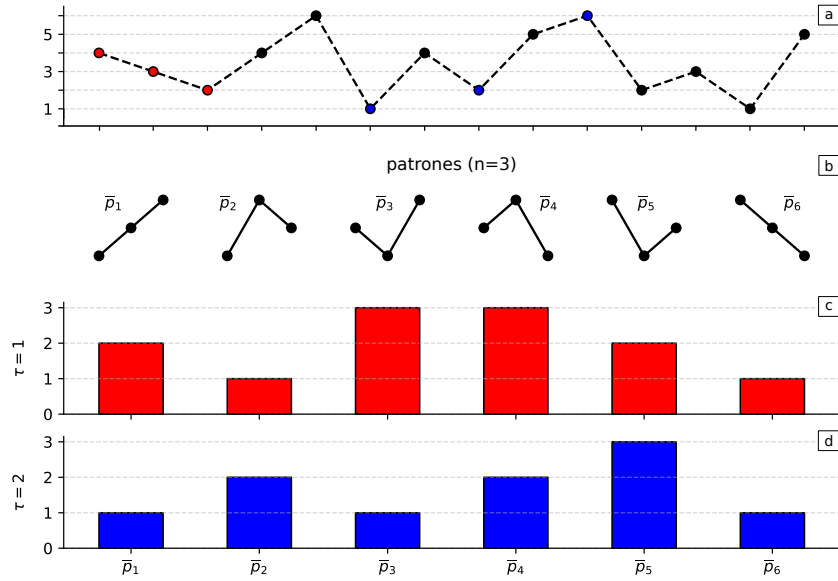 a
5
3
1
patrones (n=3)
b
p̅₁ p̅₂ p̅₃ p̅₄ p̅₅ p̅₆
c
3
2
1
0
τ = 1
d
3
2
1
0
τ = 2
p̅₁ p̅₂ p̅₃ p̅₄ p̅₅ p̅₆